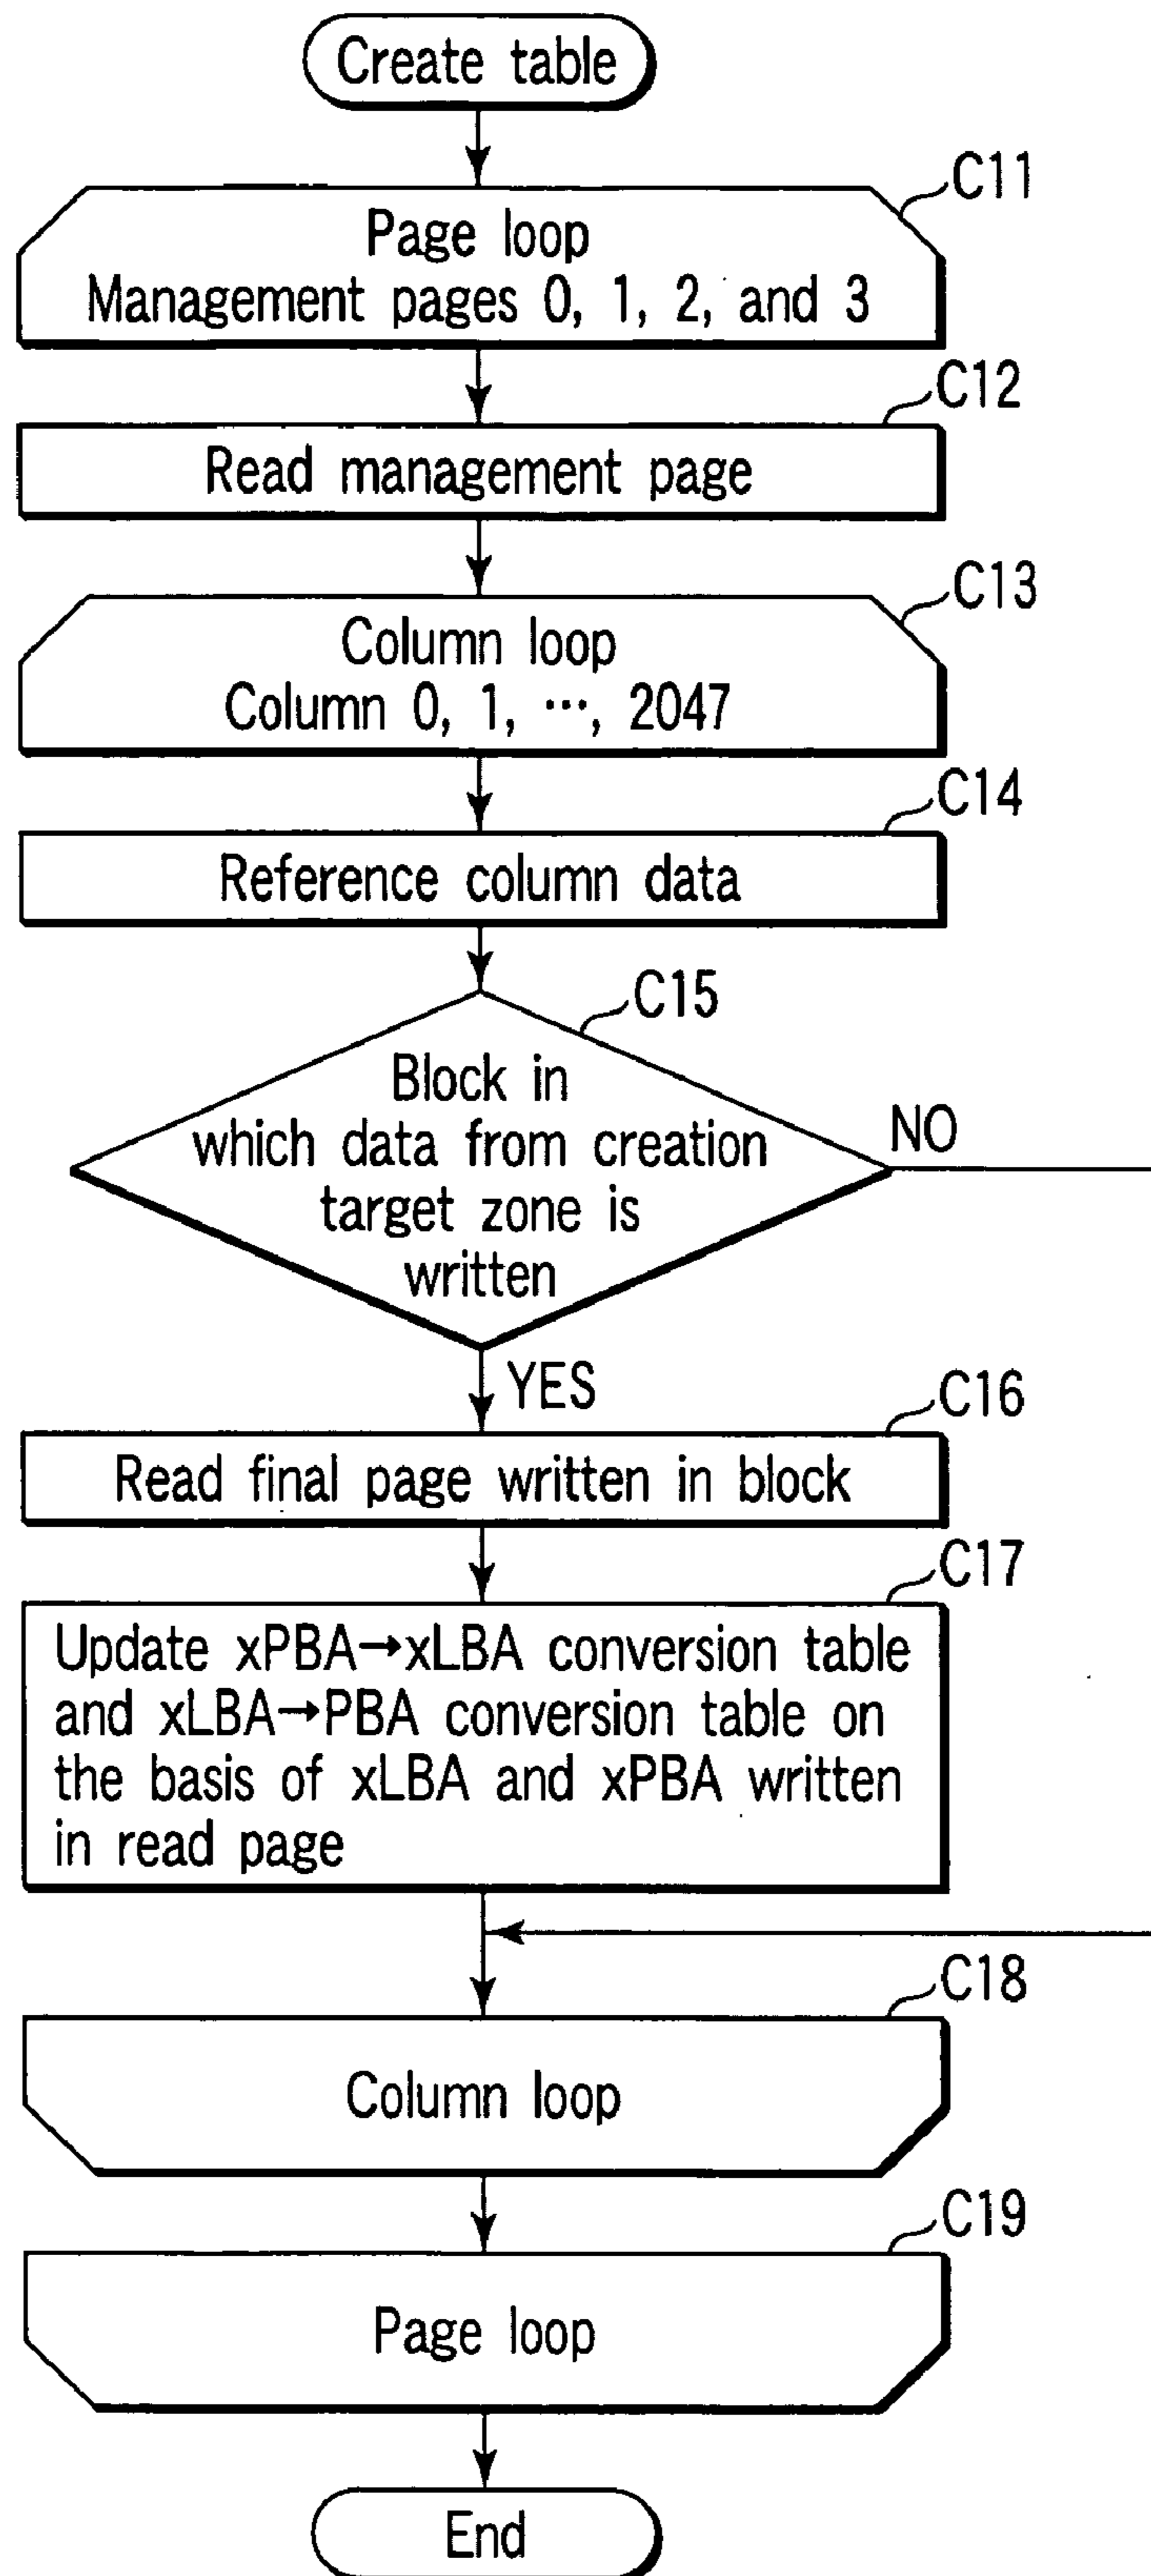 Create table
C11
Page loop
Management pages 0, 1, 2, and 3
C12
Read management page
C13
Column loop
Column 0, 1, ···, 2047
C14
Reference column data
C15
Block in
which data from creation
target zone is
written
NO
YES
C16
Read final page written in block
C17
Update xPBA→xLBA conversion table
and xLBA→PBA conversion table on
the basis of xLBA and xPBA written
in read page
C18
Column loop
C19
Page loop
End